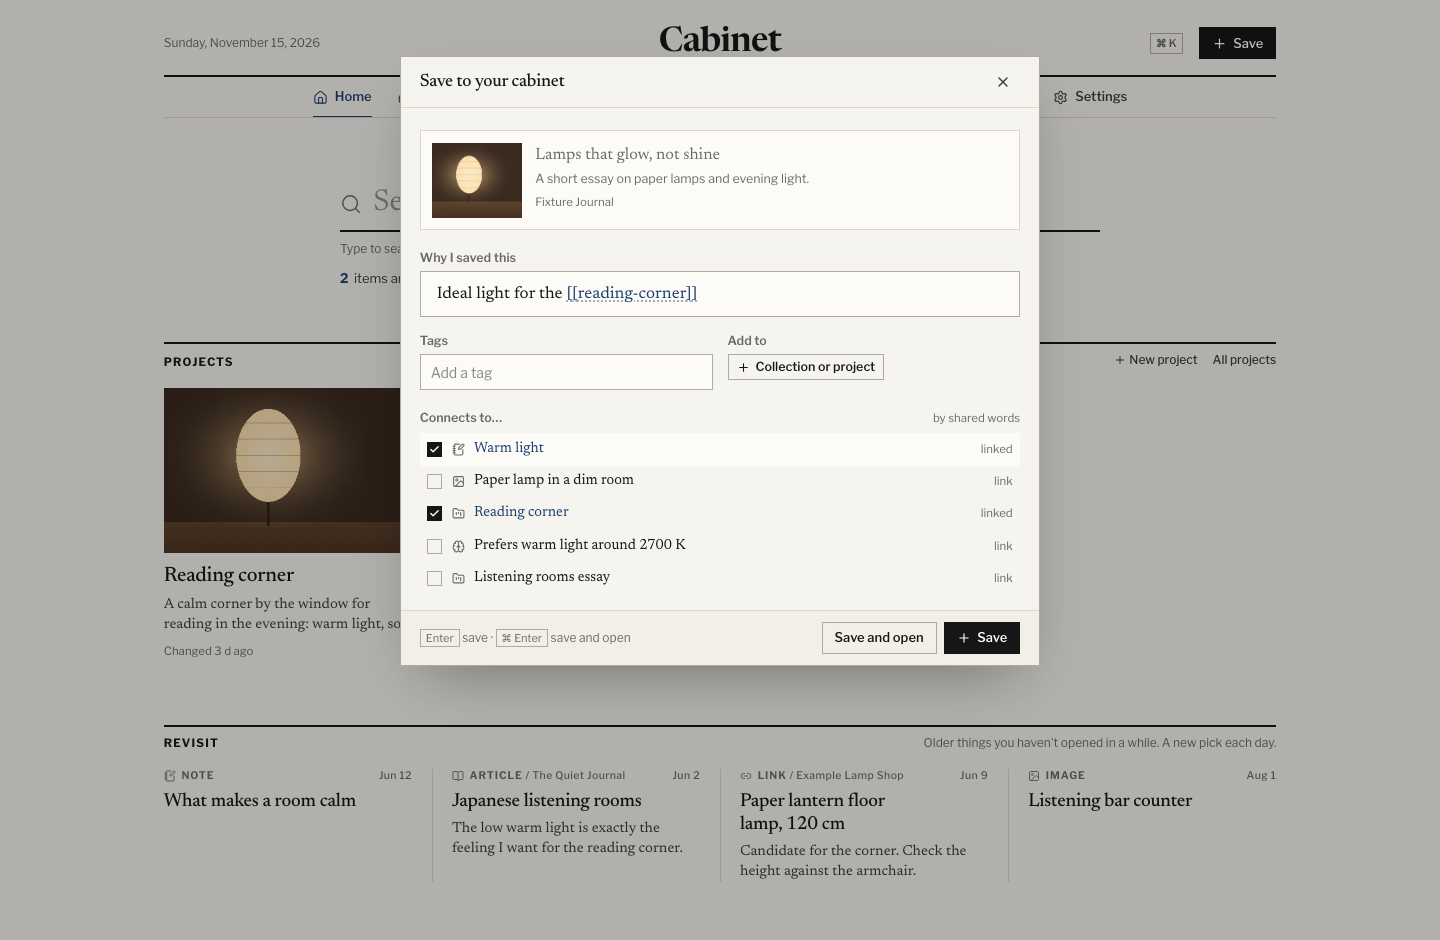 Sunday, November 15, 2026
Cabinet
⌘ K
Save
Save to your cabinet
Home
Settings
Lamps that glow, not shine
A short essay on paper lamps and evening light.
Fixture Journal
Se
Type to sea
2 items ar
Why I saved this
Ideal light for the [[reading-corner]]
Tags
Add to
Add a tag
+ Collection or project
PROJECTS
+ New project
All projects
Connects to...
by shared words
Warm light
linked
Paper lamp in a dim room
link
Reading corner
linked
Prefers warm light around 2700 K
link
Listening rooms essay
link
Reading corner
A calm corner by the window for
reading in the evening: warm light, so
Changed 3 d ago
Enter save · ⌘ Enter save and open
Save and open
+ Save
REVISIT
Older things you haven't opened in a while. A new pick each day.
NOTE
Jun 12
What makes a room calm
ARTICLE / The Quiet Journal
Jun 2
Japanese listening rooms
The low warm light is exactly the
feeling I want for the reading corner.
LINK / Example Lamp Shop
Jun 9
Paper lantern floor
lamp, 120 cm
Candidate for the corner. Check the
height against the armchair.
IMAGE
Aug 1
Listening bar counter